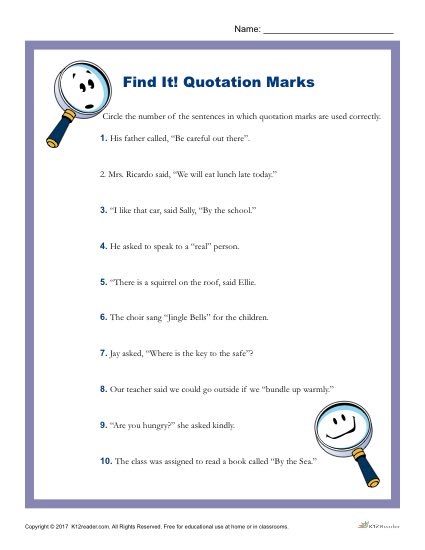 Name: ____________________
Find It! Quotation Marks
Circle the number of the sentences in which quotation marks are used correctly.
1. His father called, “Be careful out there”.
2. Mrs. Ricardo said, “We will eat lunch late today.”
3. “I like that car, said Sally, “By the school.”
4. He asked to speak to a “real” person.
5. “There is a squirrel on the roof, said Ellie.
6. The choir sang “Jingle Bells” for the children.
7. Jay asked, “Where is the key to the safe”?
8. Our teacher said we could go outside if we “bundle up warmly.”
9. “Are you hungry?” she asked kindly.
10. The class was assigned to read a book called “By the Sea.”
Copyright © 2017 K12reader.com. All Rights Reserved. Free for educational use at home or in classrooms.
K12READER